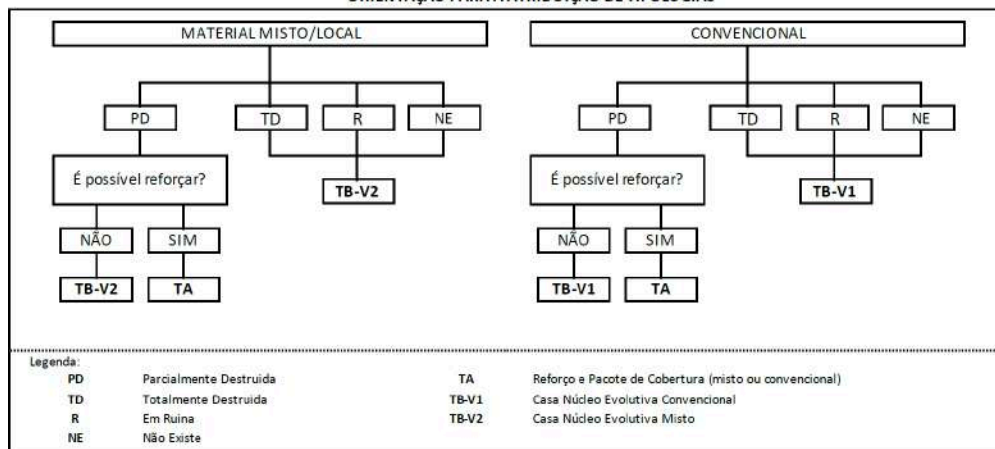 MATERIAL MISTO/LOCAL
CONVENCIONAL
PD
TD
R
NE
PD
TD
R
NE
É possível reforçar?
TB-V2
É possível reforçar?
TB-V1
NÃO
SIM
NÃO
SIM
TB-V2
TA
TB-V1
TA
Legenda:
PD Parcialmente Destruida TA Reforço e Pacote de Cobertura (misto ou convencional)
TD Totalmente Destruida TB-V1 Casa Núcleo Evolutiva Convencional
R Em Ruina TB-V2 Casa Núcleo Evolutiva Misto
NE Não Existe